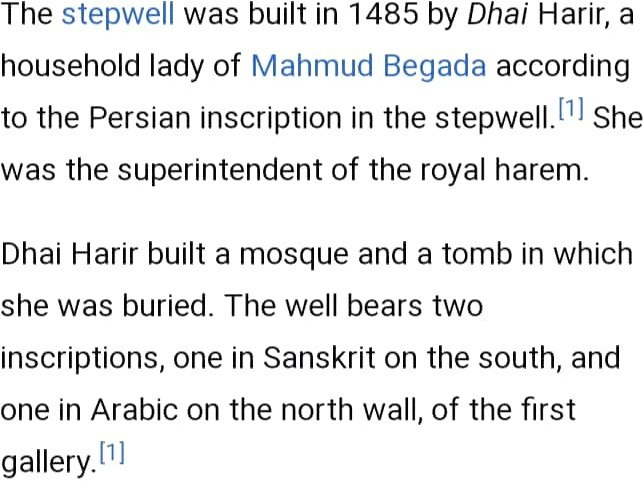 The stepwell was built in 1485 by Dhai Harir, a
household lady of Mahmud Begada according
to the Persian inscription in the stepwell.[1] She
was the superintendent of the royal harem.
Dhai Harir built a mosque and a tomb in which
she was buried. The well bears two
inscriptions, one in Sanskrit on the south, and
one in Arabic on the north wall, of the first
gallery.[1]